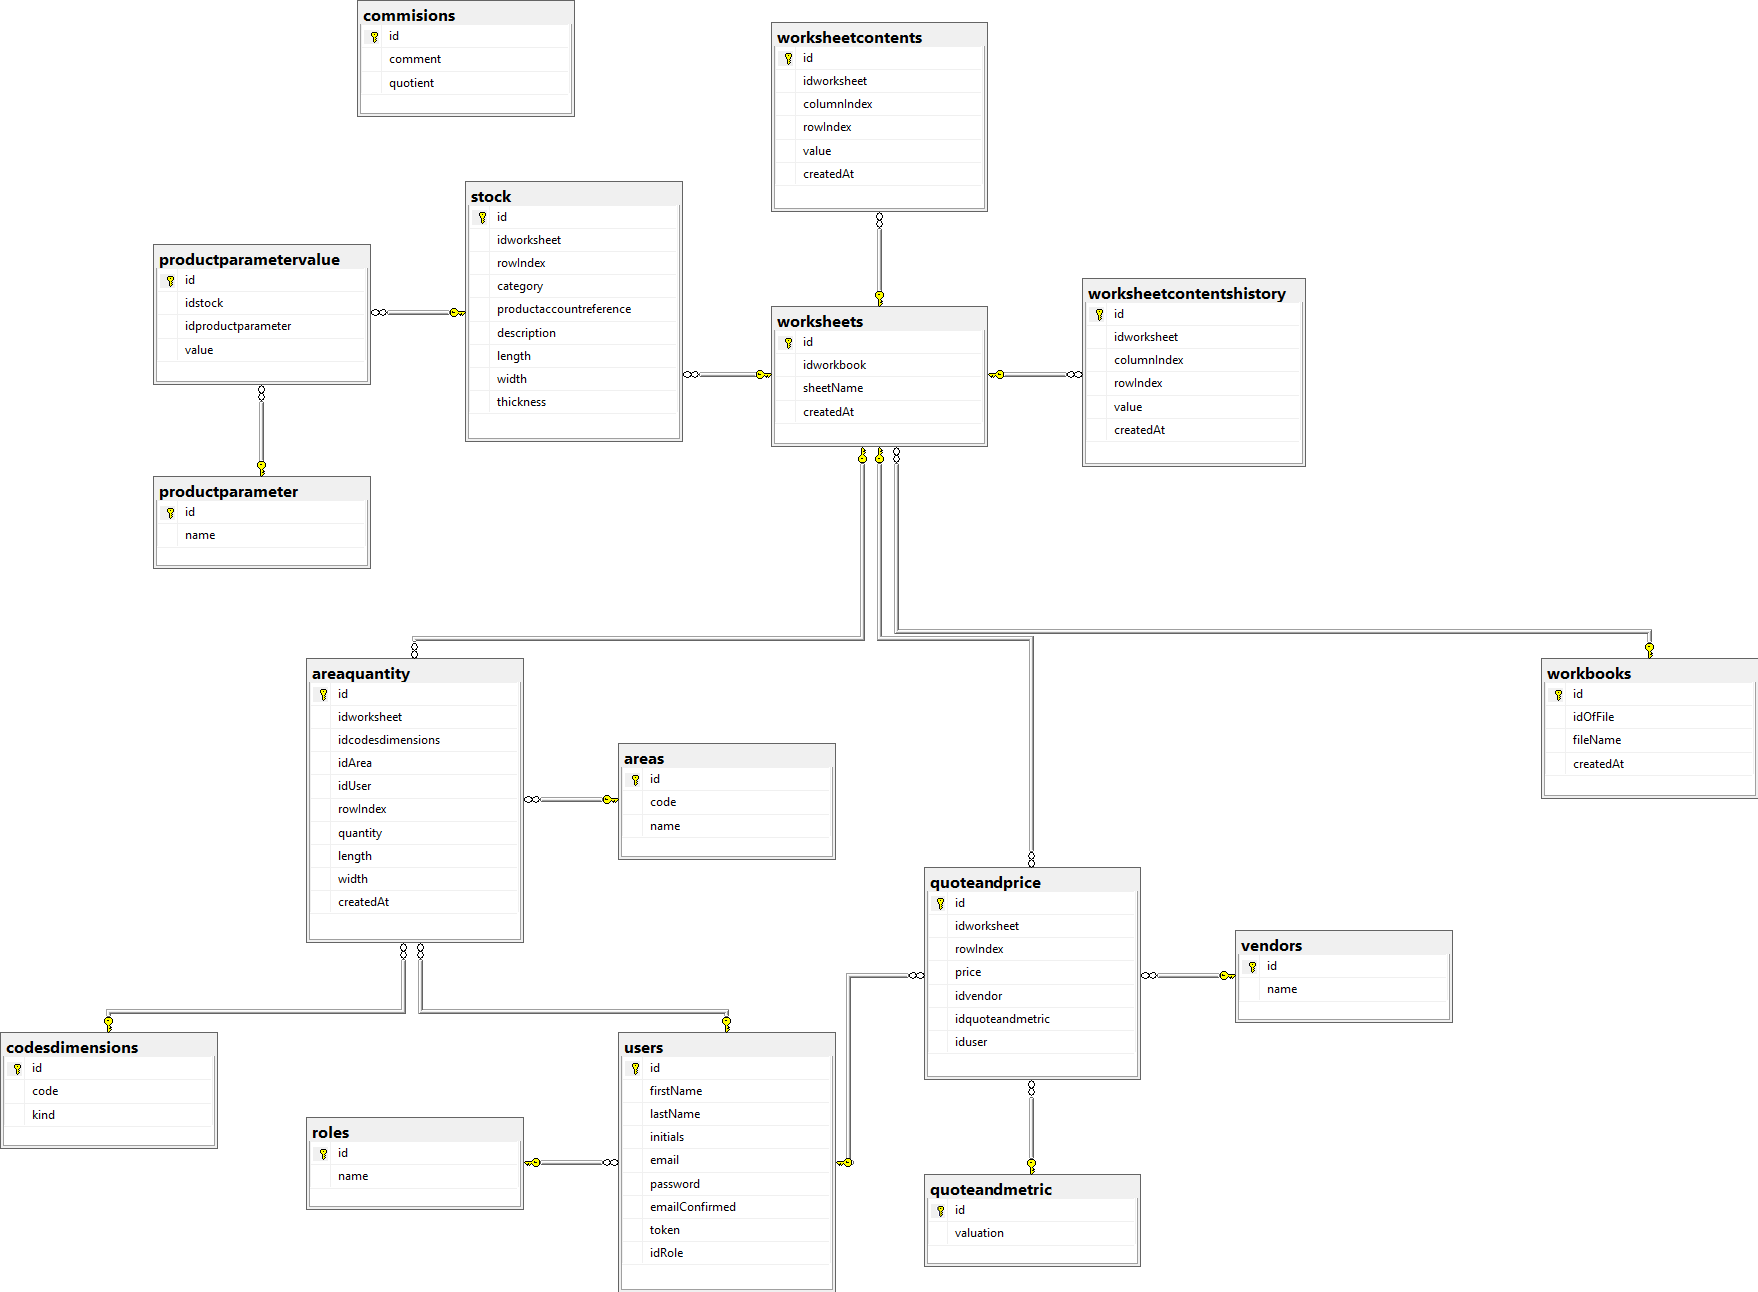 commisions
id
comment
quotient
worksheetcontents
id
idworksheet
columnIndex
rowIndex
value
createdAt
stock
id
idworksheet
rowIndex
category
productaccountreference
description
length
width
thickness
productparametervalue
id
idstock
idproductparameter
value
worksheets
id
idworkbook
sheetName
createdAt
worksheetcontentshistory
id
idworksheet
columnIndex
rowIndex
value
createdAt
productparameter
id
name
areaquantity
id
idworksheet
idcodesdimensions
idArea
idUser
rowIndex
quantity
length
width
createdAt
areas
id
code
name
workbooks
id
idOfFile
fileName
createdAt
quoteandprice
id
idworksheet
rowIndex
price
idvendor
idquoteandmetric
iduser
vendors
id
name
codesdimensions
id
code
kind
users
id
firstName
lastName
initials
email
password
emailConfirmed
token
idRole
roles
id
name
quoteandmetric
id
valuation